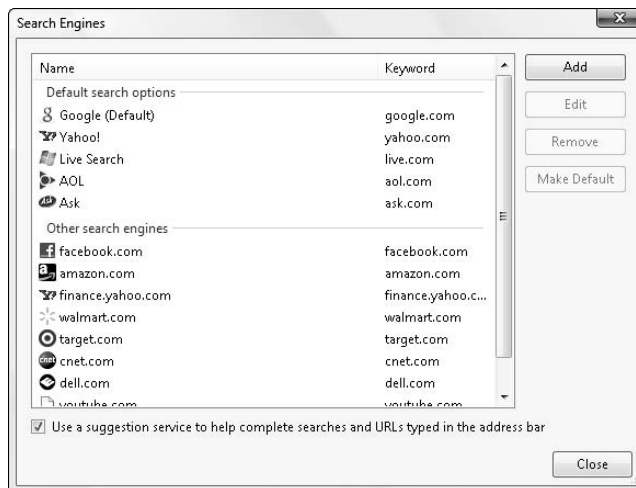 Search Engines
Name Keyword
Default search options
Google (Default) google.com
Yahoo! yahoo.com
Live Search live.com
AOL aol.com
Ask ask.com
Other search engines
facebook.com facebook.com
amazon.com amazon.com
finance.yahoo.com finance.yahoo.c...
walmart.com walmart.com
target.com target.com
cnet.com cnet.com
dell.com dell.com
youtube.com youtube.com
Add
Edit
Remove
Make Default
Use a suggestion service to help complete searches and URLs typed in the address bar
Close